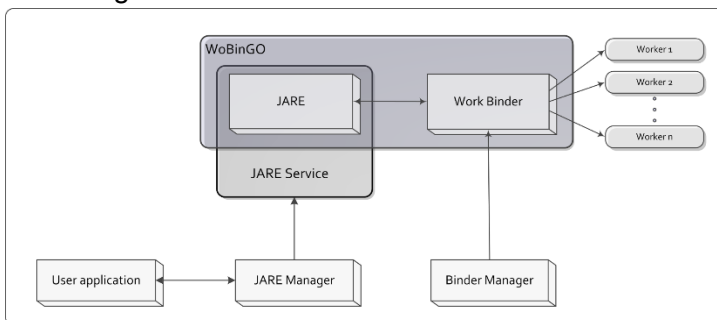 WoBinGO
JARE
Work Binder
Worker 1
Worker 2
Worker n
JARE Service
User application
JARE Manager
Binder Manager